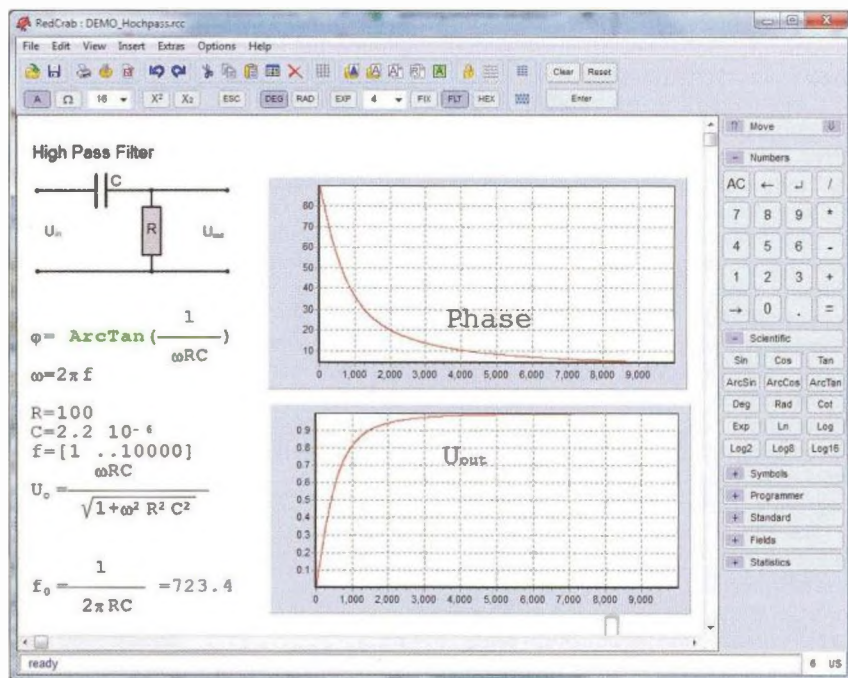 RedCrab : DEMO_Hochpass.rcc
File Edit View Insert Extras Options Help
Clear Reset
A Ω 16 X² X₂ ESC DEG RAD EXP 4 FIX FLT HEX Enter
Move
Numbers
AC ← ↵ /
7 8 9 *
4 5 6 -
1 2 3 +
→ 0 . =
Scientific
Sin Cos Tan
ArcSin ArcCos ArcTan
Deg Rad Cot
Exp Ln Log
Log2 Log8 Log16
Symbols
Programmer
Standard
Fields
Statistics
High Pass Filter
C
R
Uin
Uout
φ= ArcTan(1/ωRC)
ω=2πf
R=100
C=2.2 10⁻⁶
f=[1 ..10000]
U₀=ωRC/√1+ω² R² C²
f₀=1/2πRC =723.4
80
70
60
50
40
30
20
10
Phase
0 1,000 2,000 3,000 4,000 5,000 6,000 7,000 8,000 9,000
0.9
0.8
0.7
0.6
0.5
0.4
0.3
0.2
0.1
Uout
0 1,000 2,000 3,000 4,000 5,000 6,000 7,000 8,000 9,000
ready
6 US